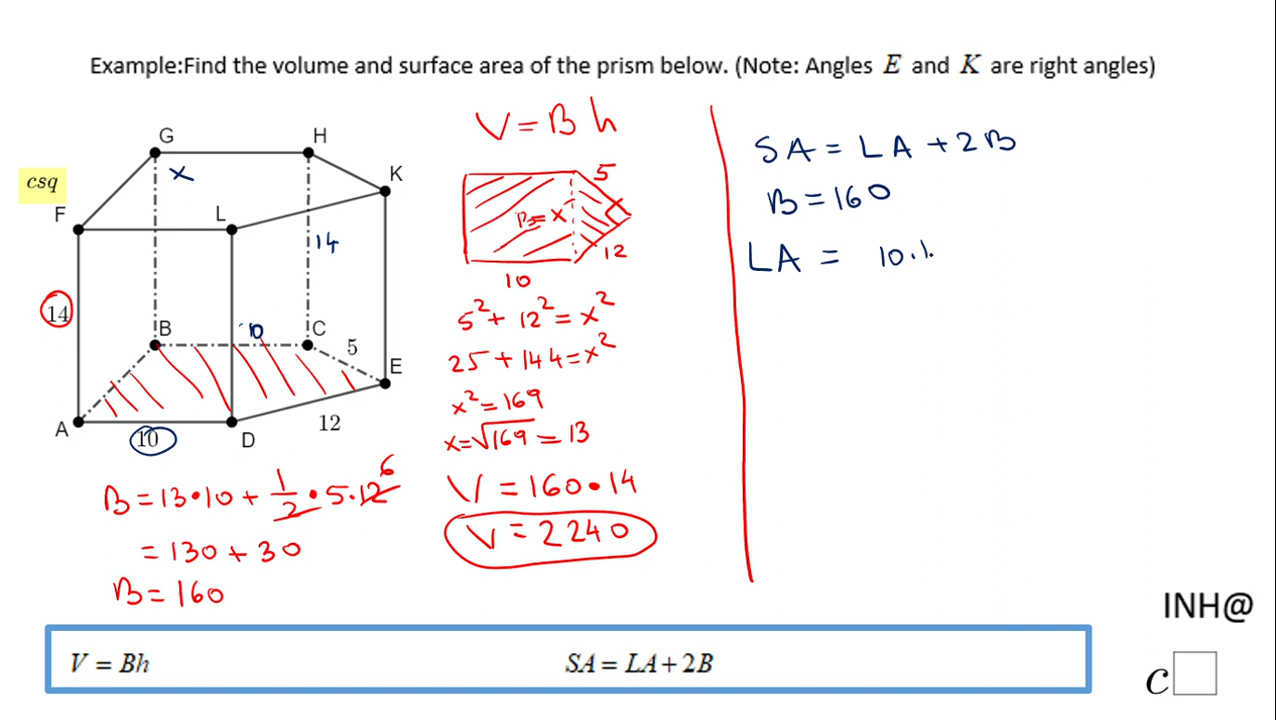 Example:Find the volume and surface area of the prism below. (Note: Angles E and K are right angles)
csq
G
H
K
F
L
x
14
14
B
10
C
5
E
A
10
D
12
B = 13•10 + 1/2 • 5.12 6
= 130 + 30
B = 160
V = B h
5
B= x
12
10
5² + 12² = x²
25 + 144 = x²
x² = 169
x = √169 = 13
V = 160•14
V = 2240
SA = LA + 2B
B = 160
LA = 10.1
INH@
V = Bh
SA = LA + 2B
c